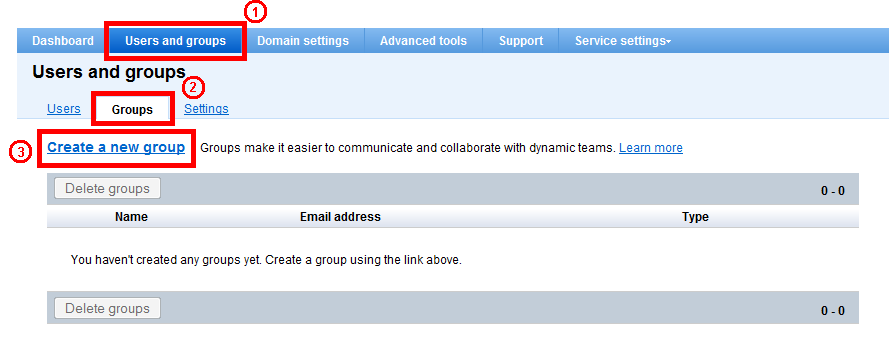 ①
Dashboard Users and groups Domain settings Advanced tools Support Service settings▾
Users and groups
②
Users Groups Settings
③ Create a new group Groups make it easier to communicate and collaborate with dynamic teams. Learn more
Delete groups 0 - 0
Name Email address Type
You haven't created any groups yet. Create a group using the link above.
Delete groups 0 - 0